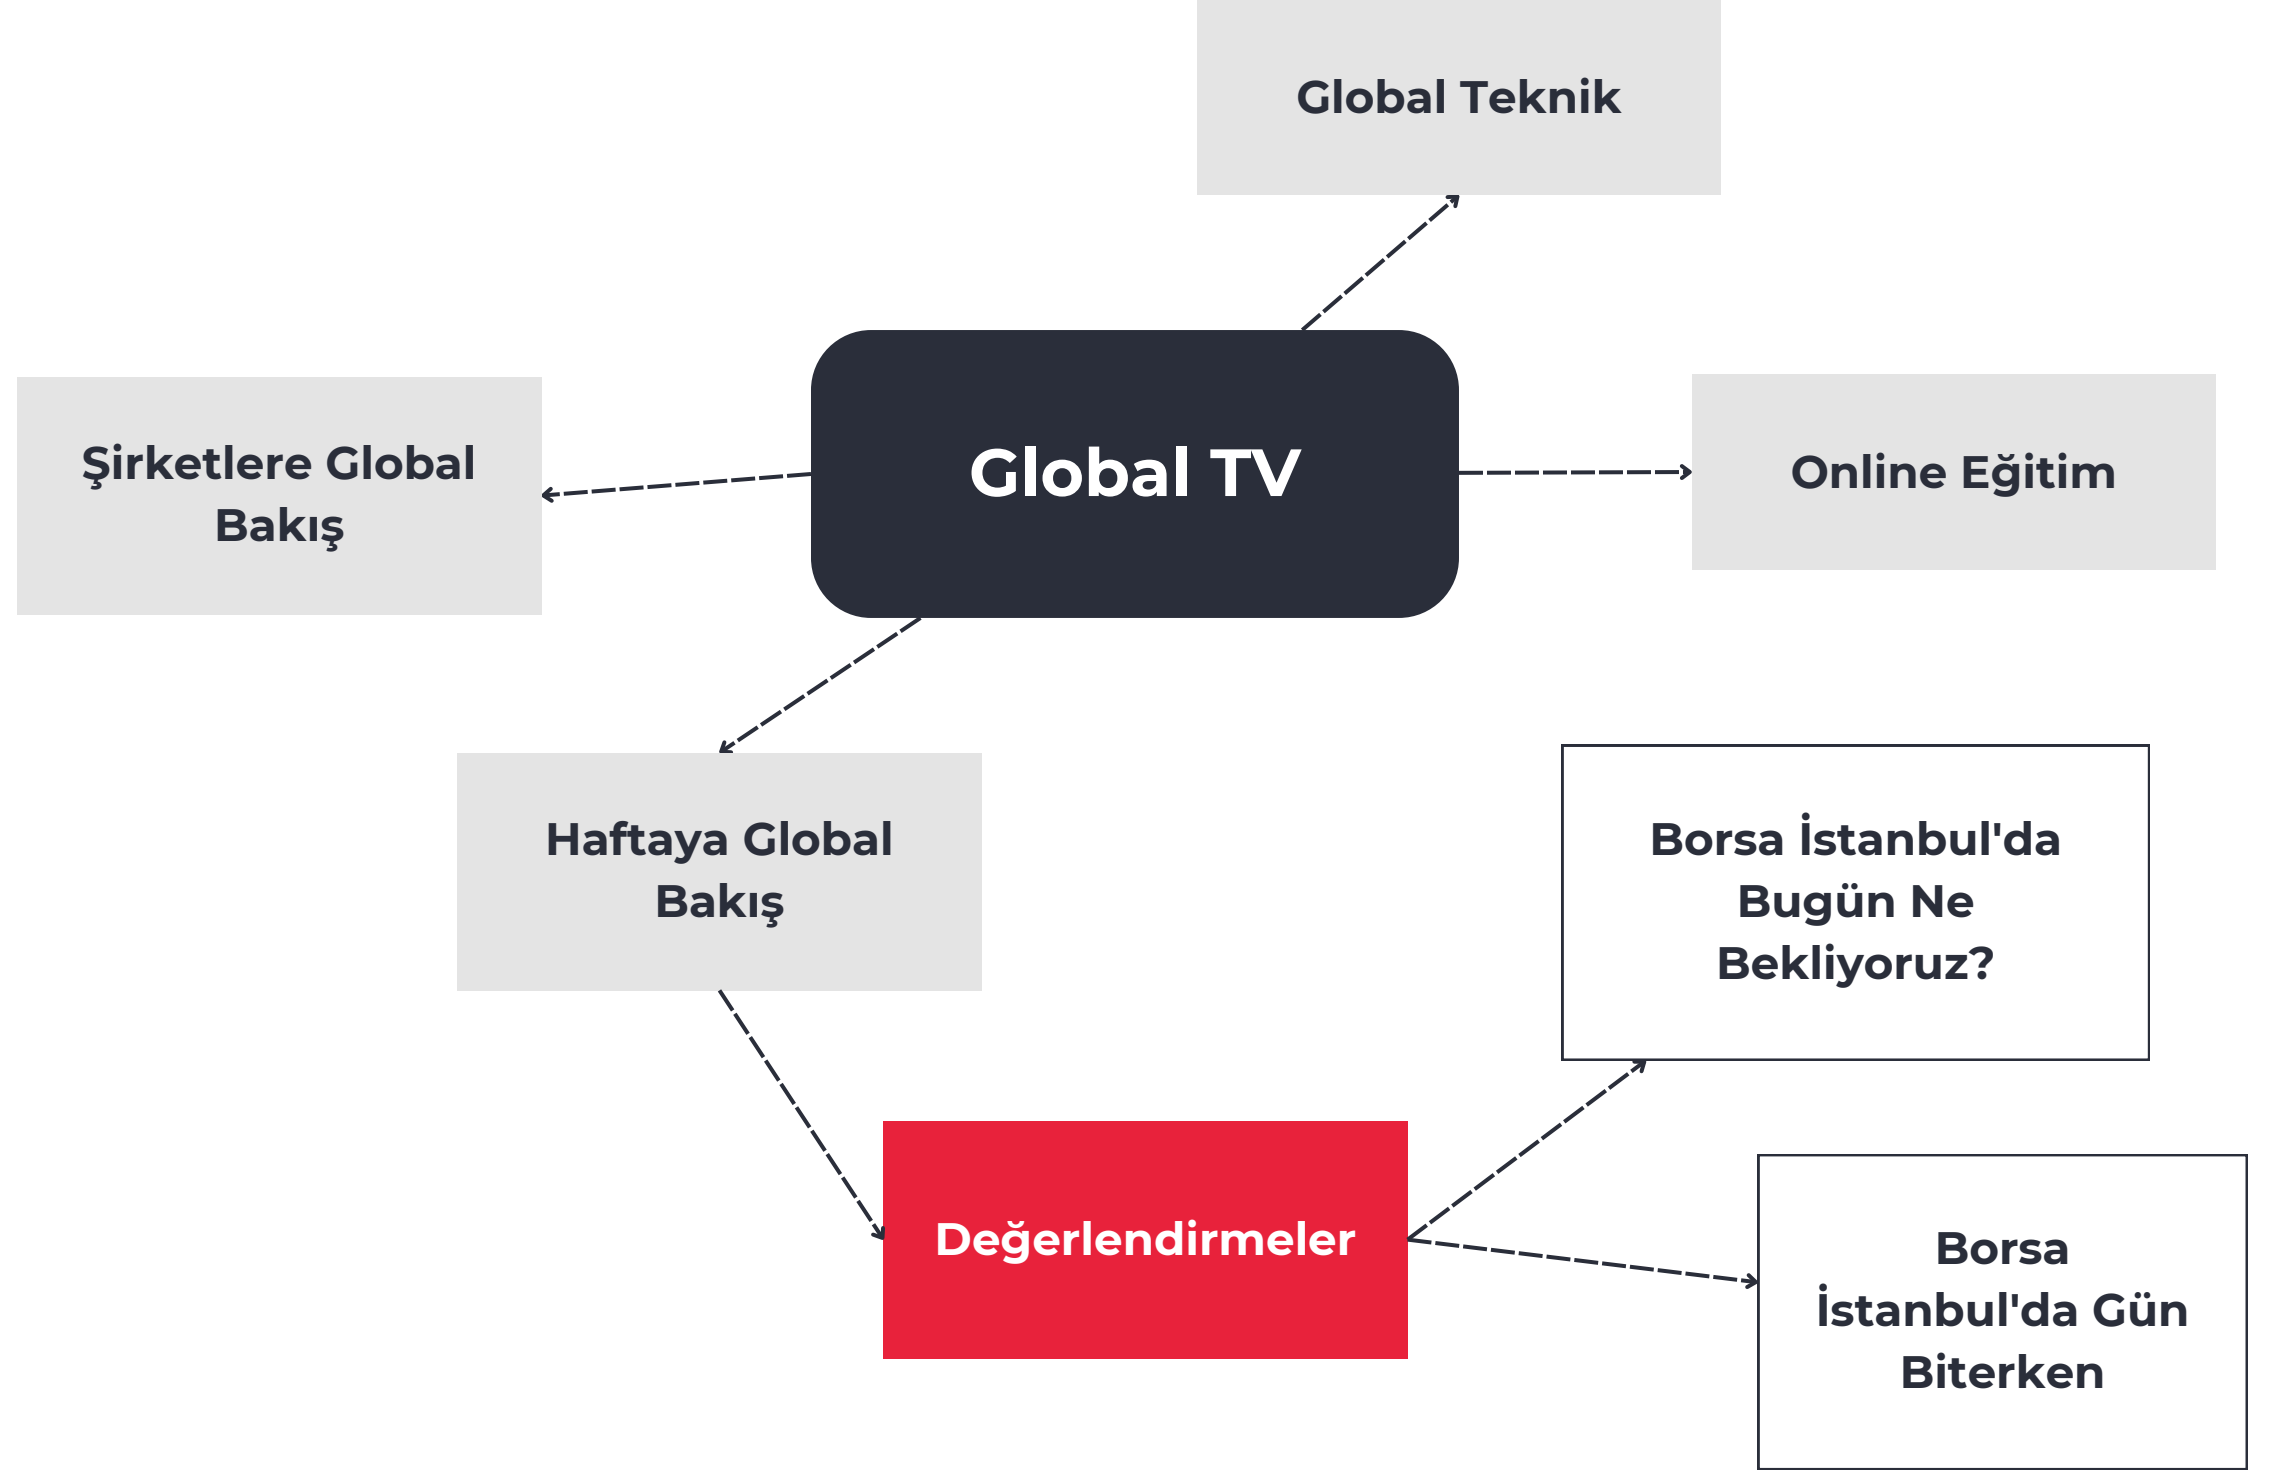 Global Teknik
Şirketlere Global
Bakış
Global TV
Online Eğitim
Haftaya Global
Bakış
Borsa İstanbul'da
Bugün Ne
Bekliyoruz?
Değerlendirmeler
Borsa
İstanbul'da Gün
Biterken